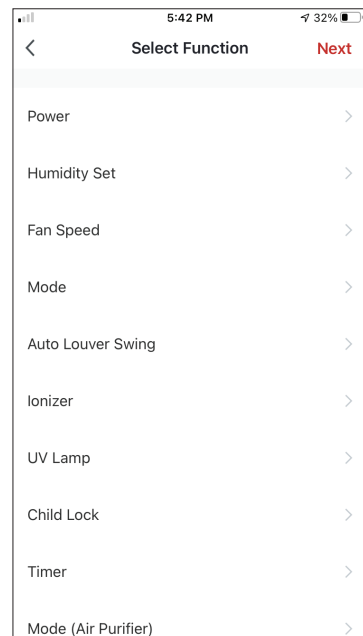 5:42 PM 32%
Select Function Next
Power
Humidity Set
Fan Speed
Mode
Auto Louver Swing
Ionizer
UV Lamp
Child Lock
Timer
Mode (Air Purifier)